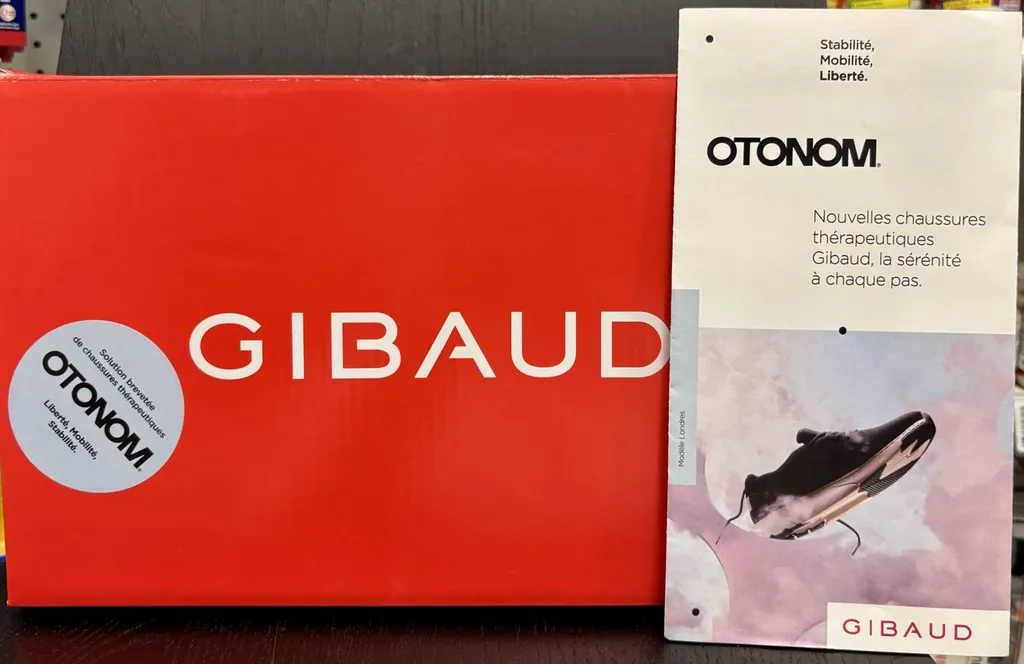 GIBAUD
Solution brevetée
de chaussures thérapeutiques
OTONOM.
Liberté, Mobilité,
Stabilité.
Stabilité,
Mobilité,
Liberté.
OTONOM.
Nouvelles chaussures
thérapeutiques
Gibaud, la sérénité
à chaque pas.
Modèle Londres
GIBAUD